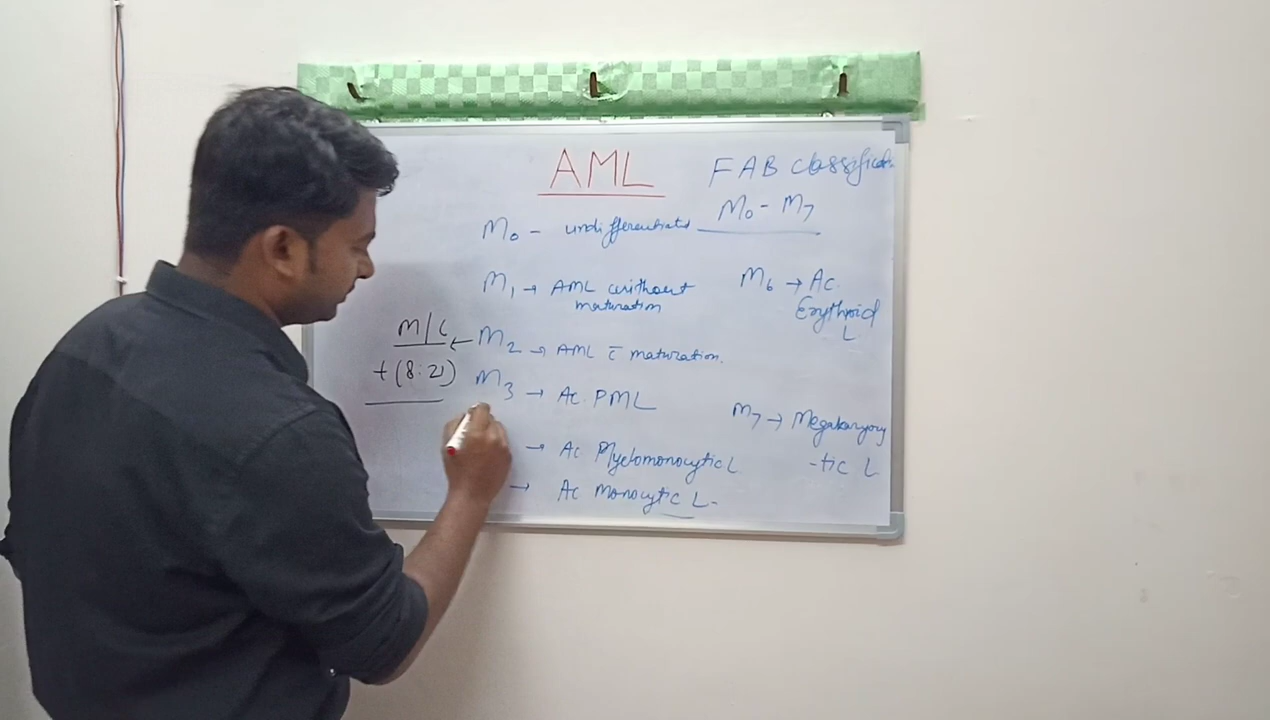 AML
FAB classificatn.
M0 - M7
M0 - undifferentiated
M1 → AML without
maturation
M6 → Ac.
Erythroid
L
M/C ← M2 → AML c̄ maturation.
t(8:21)
M3 → Ac. PML
M7 → Megakaryocy
-tic L
→ Ac Myelomonocytic L
→ Ac Monocytic L-